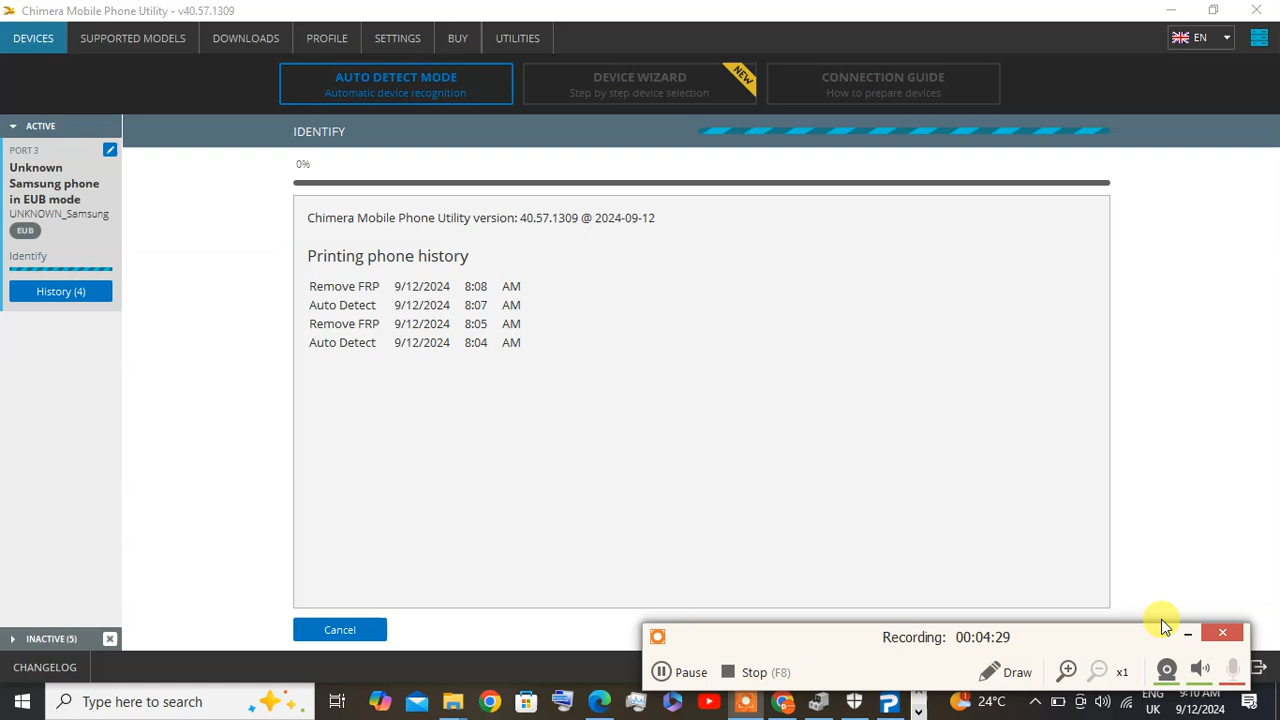 Chimera Mobile Phone Utility - v40.57.1309
DEVICES SUPPORTED MODELS DOWNLOADS PROFILE SETTINGS BUY UTILITIES EN
AUTO DETECT MODE
Automatic device recognition
DEVICE WIZARD
Step by step device selection
NEW
CONNECTION GUIDE
How to prepare devices
ACTIVE
PORT 3
Unknown
Samsung phone
in EUB mode
UNKNOWN_Samsung
EUB
Identify
History (4)
IDENTIFY
0%
Chimera Mobile Phone Utility version: 40.57.1309 @ 2024-09-12
Printing phone history
Remove FRP 9/12/2024 8:08 AM
Auto Detect 9/12/2024 8:07 AM
Remove FRP 9/12/2024 8:05 AM
Auto Detect 9/12/2024 8:04 AM
Cancel
INACTIVE (5)
CHANGELOG
Recording: 00:04:29
Pause Stop (F8) Draw x1
Type here to search
24°C
ENG
UK
9:10 AM
9/12/2024